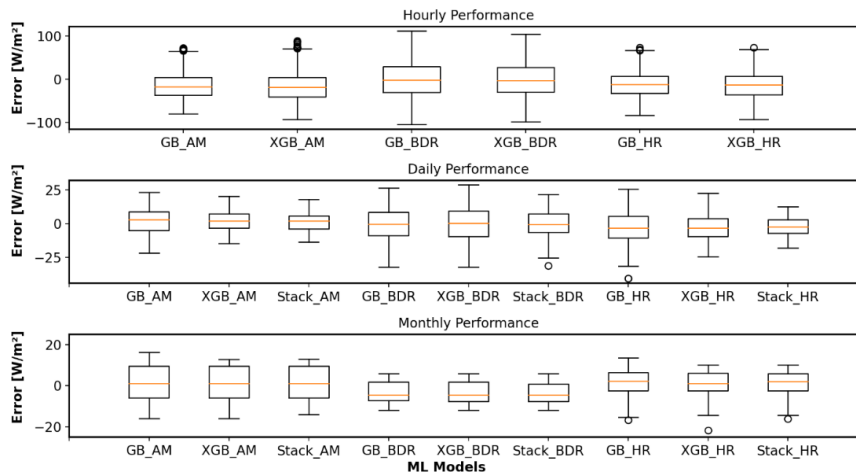 Hourly Performance
Error [W/m²]
100
0
−100
GB_AM XGB_AM GB_BDR XGB_BDR GB_HR XGB_HR
Daily Performance
Error [W/m²]
25
0
−25
GB_AM XGB_AM Stack_AM GB_BDR XGB_BDR Stack_BDR GB_HR XGB_HR Stack_HR
Monthly Performance
Error [W/m²]
20
0
−20
GB_AM XGB_AM Stack_AM GB_BDR XGB_BDR Stack_BDR GB_HR XGB_HR Stack_HR
ML Models